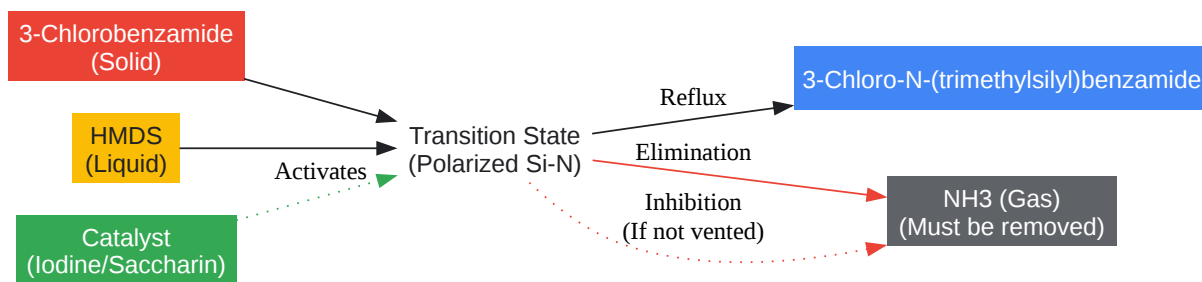 3-Chlorobenzamide
(Solid)
HMDS
(Liquid)
Catalyst
(Iodine/Saccharin)
Activates
Transition State
(Polarized Si-N)
Reflux
Elimination
Inhibition
(If not vented)
3-Chloro-N-(trimethylsilyl)benzamide
NH3 (Gas)
(Must be removed)